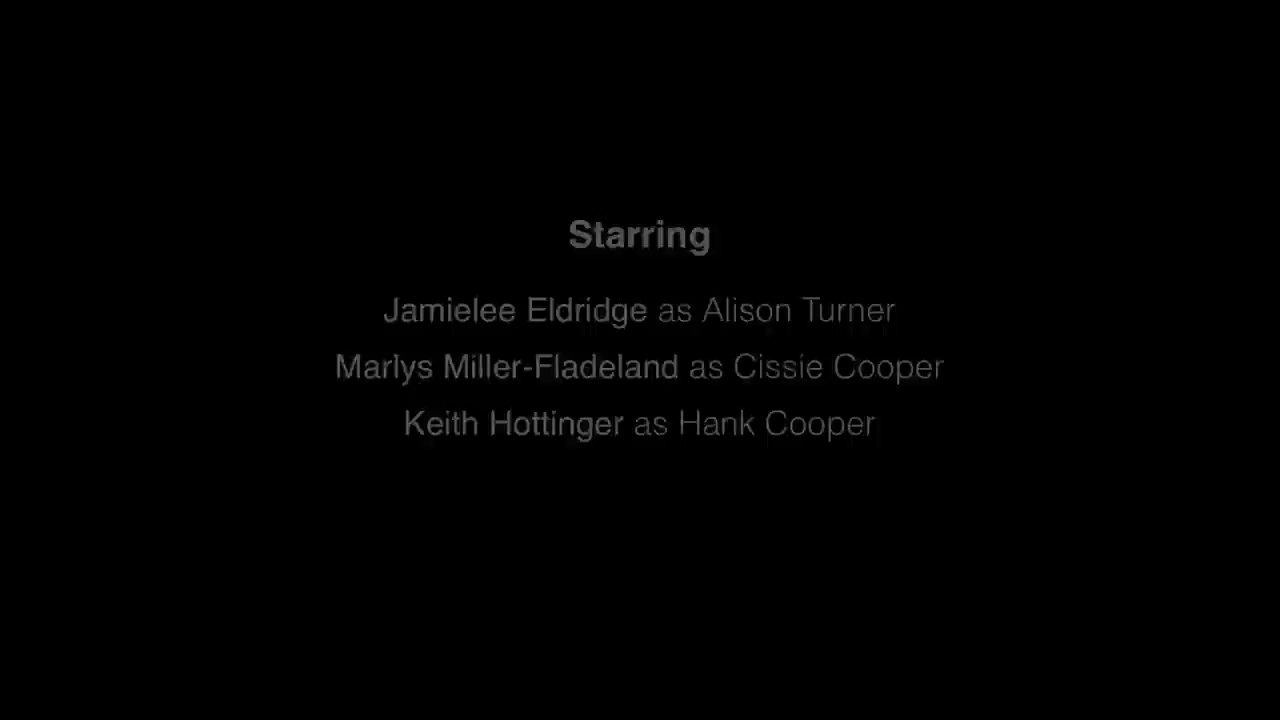 Starring
Jamielee Eldridge as Alison Turner
Marlys Miller-Fladeland as Cissie Cooper
Keith Hottinger as Hank Cooper